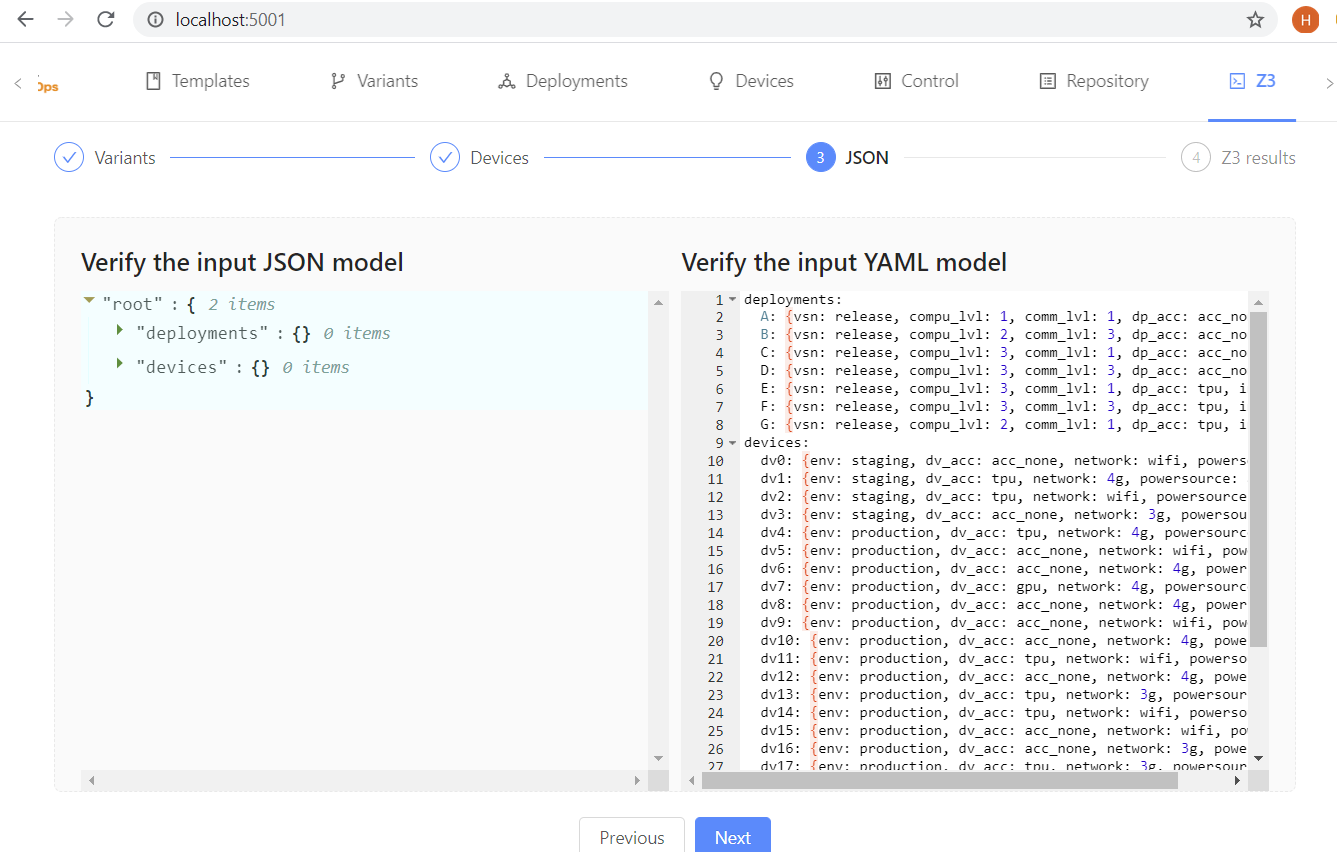 localhost:5001
H
Ops
Templates
Variants
Deployments
Devices
Control
Repository
Z3
Variants
Devices
3
JSON
4
Z3 results
Verify the input JSON model
"root" : { 2 items
"deployments" : {} 0 items
"devices" : {} 0 items
}
Verify the input YAML model
1 deployments:
2 A: {vsn: release, compu_lvl: 1, comm_lvl: 1, dp_acc: acc_no
3 B: {vsn: release, compu_lvl: 2, comm_lvl: 3, dp_acc: acc_no
4 C: {vsn: release, compu_lvl: 3, comm_lvl: 1, dp_acc: acc_no
5 D: {vsn: release, compu_lvl: 3, comm_lvl: 3, dp_acc: acc_no
6 E: {vsn: release, compu_lvl: 3, comm_lvl: 1, dp_acc: tpu, i
7 F: {vsn: release, compu_lvl: 3, comm_lvl: 3, dp_acc: tpu, i
8 G: {vsn: release, compu_lvl: 2, comm_lvl: 1, dp_acc: tpu, i
9 devices:
10 dv0: {env: staging, dv_acc: acc_none, network: wifi, powers
11 dv1: {env: staging, dv_acc: tpu, network: 4g, powersource:
12 dv2: {env: staging, dv_acc: tpu, network: wifi, powersource
13 dv3: {env: staging, dv_acc: acc_none, network: 3g, powersou
14 dv4: {env: production, dv_acc: tpu, network: 4g, powersourc
15 dv5: {env: production, dv_acc: acc_none, network: wifi, pow
16 dv6: {env: production, dv_acc: acc_none, network: 4g, power
17 dv7: {env: production, dv_acc: gpu, network: 4g, powersourc
18 dv8: {env: production, dv_acc: acc_none, network: 4g, power
19 dv9: {env: production, dv_acc: acc_none, network: wifi, pow
20 dv10: {env: production, dv_acc: acc_none, network: 4g, powe
21 dv11: {env: production, dv_acc: tpu, network: wifi, powerso
22 dv12: {env: production, dv_acc: acc_none, network: 4g, powe
23 dv13: {env: production, dv_acc: tpu, network: 3g, powersour
24 dv14: {env: production, dv_acc: tpu, network: wifi, powerso
25 dv15: {env: production, dv_acc: acc_none, network: wifi, po
26 dv16: {env: production, dv_acc: acc_none, network: 3g, powe
27 dv17: {env: production, dv_acc: tpu, network: 3g, powersour
Previous
Next